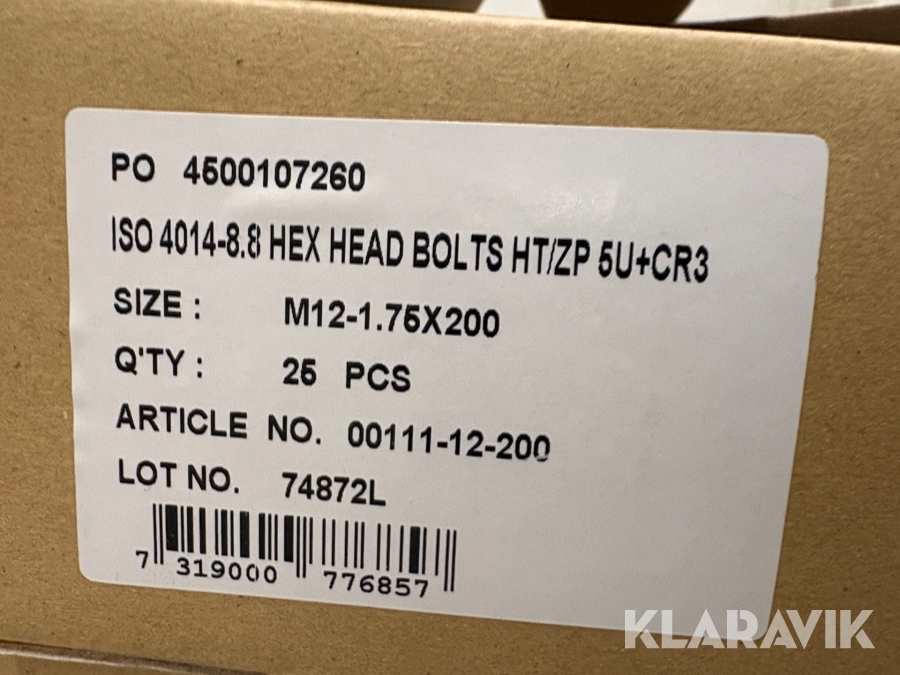 PO 4500107260
ISO 4014-8.8 HEX HEAD BOLTS HT/ZP 5U+CR3
SIZE : M12-1.75X200
Q'TY : 25 PCS
ARTICLE NO. 00111-12-200
LOT NO. 74872L
7 319000 776857
KLARAVIK